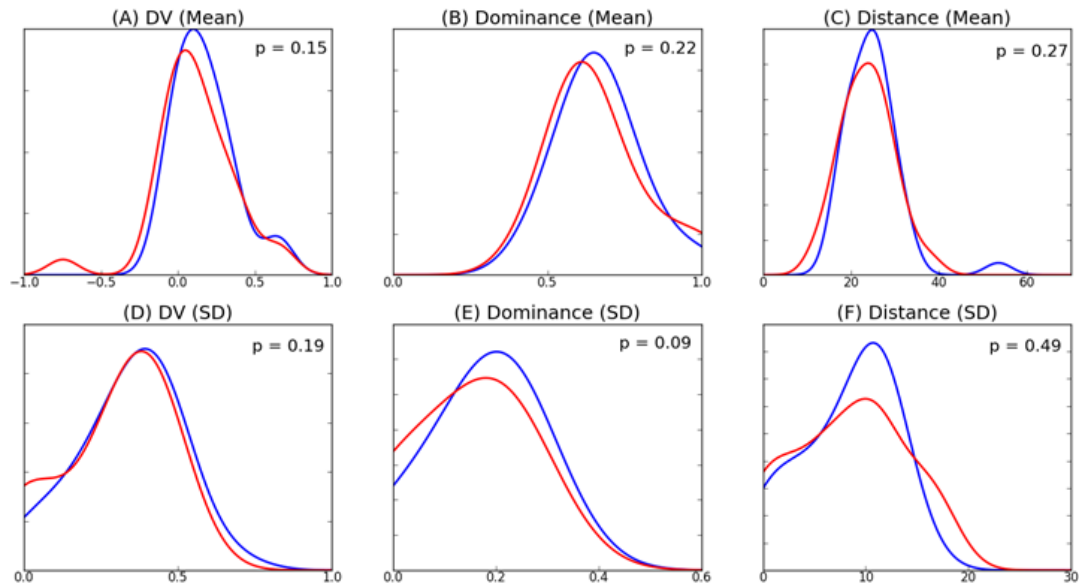 (A) DV (Mean)
p = 0.15
−1.0 −0.5 0.0 0.5 1.0
(B) Dominance (Mean)
p = 0.22
0.0 0.5 1.0
(C) Distance (Mean)
p = 0.27
0 20 40 60
(D) DV (SD)
p = 0.19
0.0 0.5 1.0
(E) Dominance (SD)
p = 0.09
0.0 0.2 0.4 0.6
(F) Distance (SD)
p = 0.49
0 10 20 30